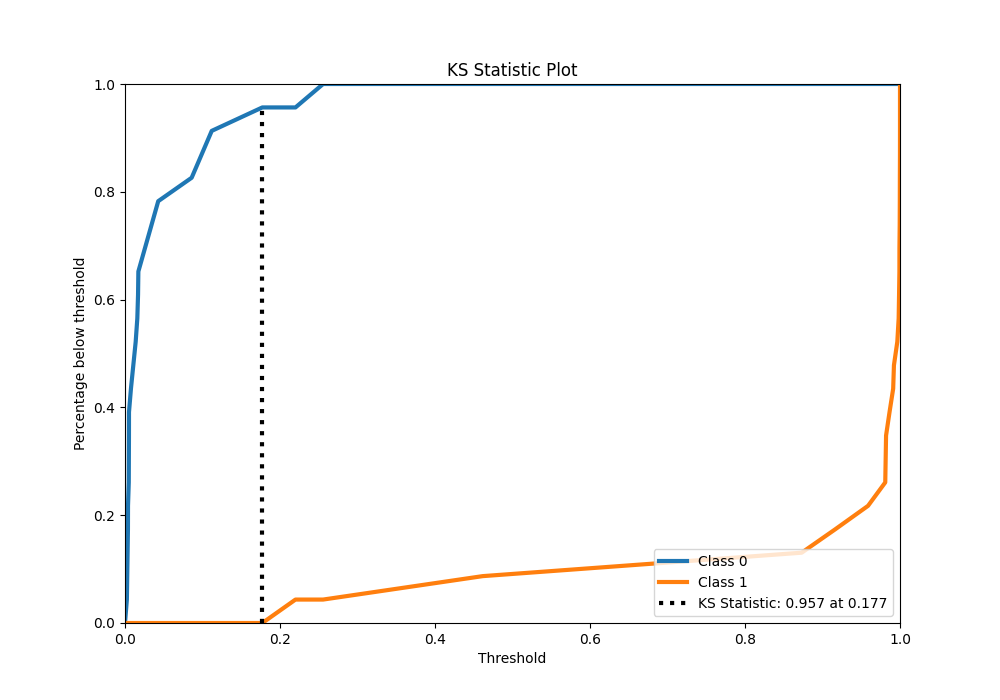 KS Statistic Plot
1.0
0.8
0.6
0.4
0.2
0.0
Percentage below threshold
0.0 0.2 0.4 0.6 0.8 1.0
Threshold
Class 0
Class 1
KS Statistic: 0.957 at 0.177